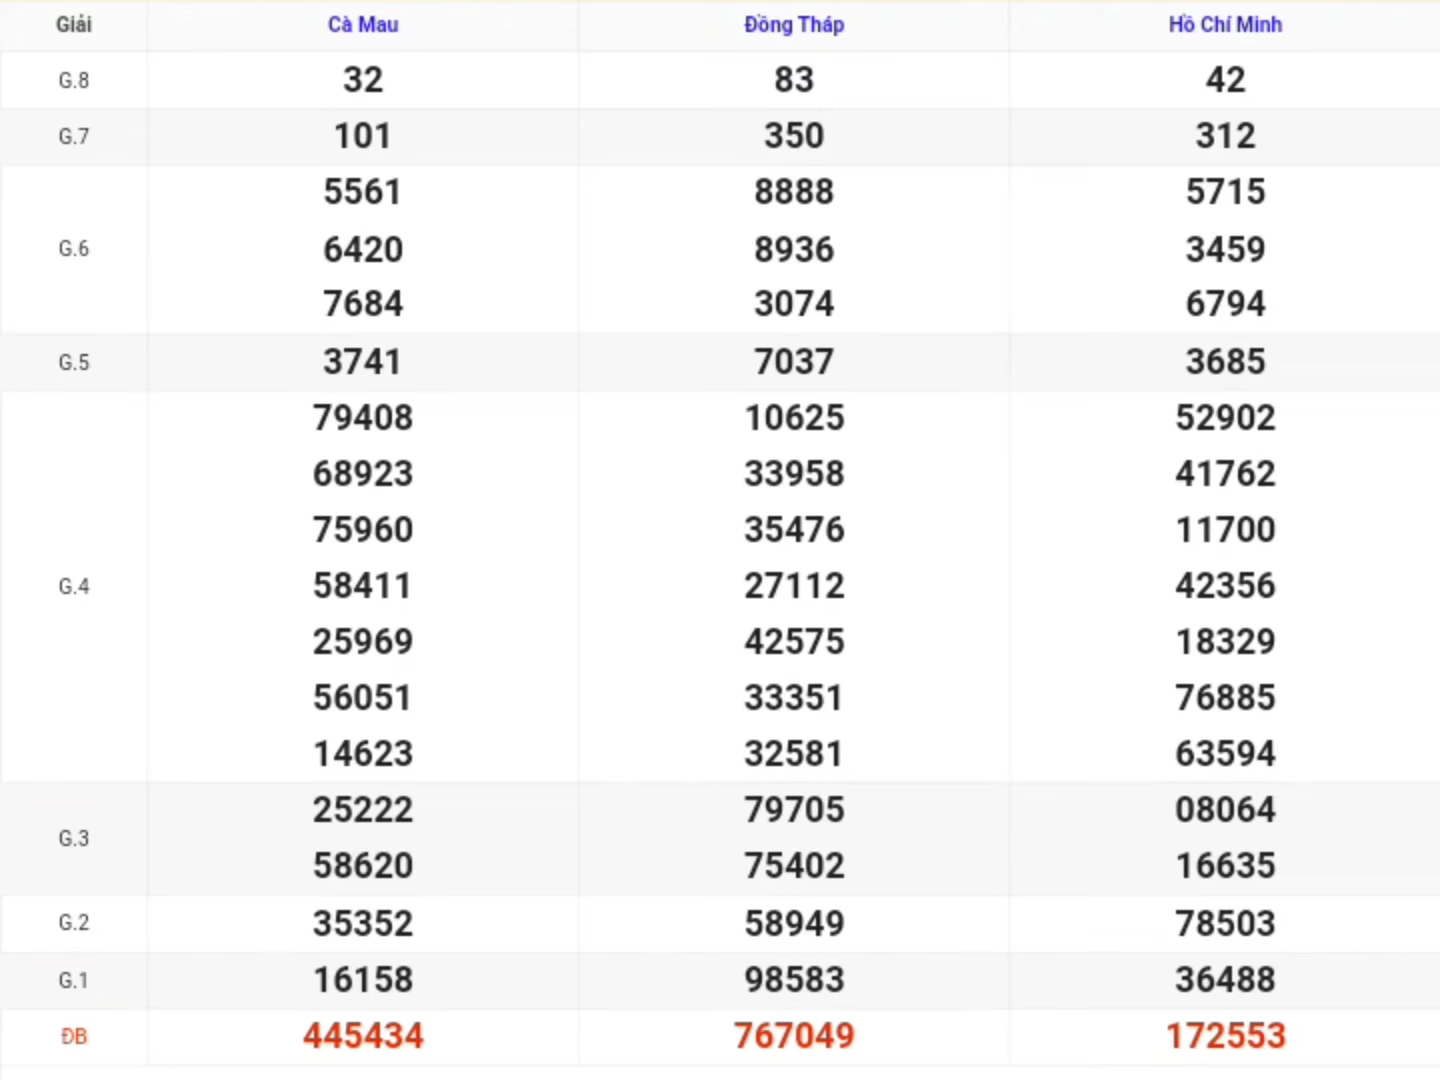 Giải Cà Mau Đồng Tháp Hồ Chí Minh
G.8 32 83 42
G.7 101 350 312
5561 8888 5715
G.6 6420 8936 3459
7684 3074 6794
G.5 3741 7037 3685
79408 10625 52902
68923 33958 41762
75960 35476 11700
G.4 58411 27112 42356
25969 42575 18329
56051 33351 76885
14623 32581 63594
25222 79705 08064
G.3
58620 75402 16635
G.2 35352 58949 78503
G.1 16158 98583 36488
ĐB 445434 767049 172553